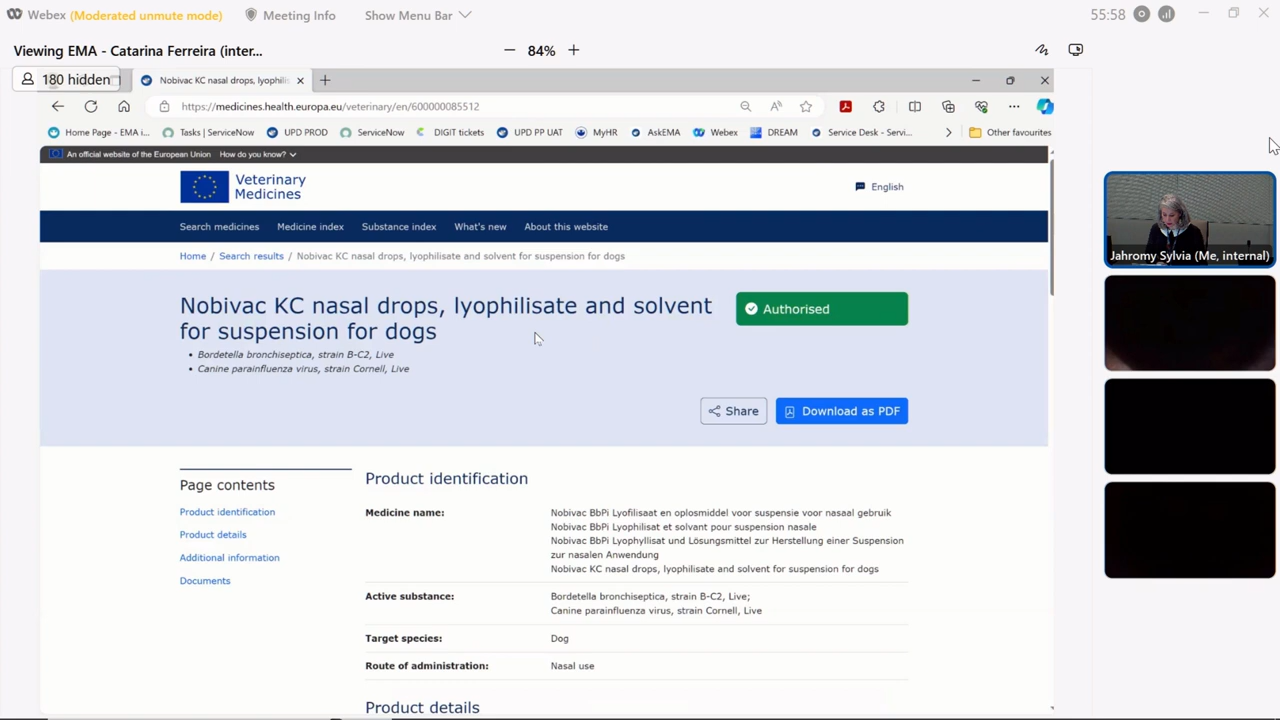 Webex (Moderated unmute mode) Meeting Info Show Menu Bar 55:58
Viewing EMA - Catarina Ferreira (inter... 84%
180 hidden Nobivac KC nasal drops, lyophilis
https://medicines.health.europa.eu/veterinary/en/600000085512
Home Page - EMA i... Tasks | ServiceNow UPD PROD ServiceNow DIGIT tickets UPD PP UAT MyHR AskEMA Webex DREAM Service Desk - Servi... Other favourites
An official website of the European Union How do you know?
Veterinary
Medicines
English
Search medicines Medicine index Substance index What's new About this website
Home / Search results / Nobivac KC nasal drops, lyophilisate and solvent for suspension for dogs
Nobivac KC nasal drops, lyophilisate and solvent
for suspension for dogs
Authorised
• Bordetella bronchiseptica, strain B-C2, Live
• Canine parainfluenza virus, strain Cornell, Live
Share Download as PDF
Page contents
Product identification
Product details
Additional information
Documents
Product identification
Medicine name: Nobivac BbPi Lyofilisaat en oplosmiddel voor suspensie voor nasaal gebruik
Nobivac BbPi Lyophilisat et solvant pour suspension nasale
Nobivac BbPi Lyophyllisat und Lösungsmittel zur Herstellung einer Suspension
zur nasalen Anwendung
Nobivac KC nasal drops, lyophilisate and solvent for suspension for dogs
Active substance: Bordetella bronchiseptica, strain B-C2, Live;
Canine parainfluenza virus, strain Cornell, Live
Target species: Dog
Route of administration: Nasal use
Product details
Jahromy Sylvia (Me, internal)